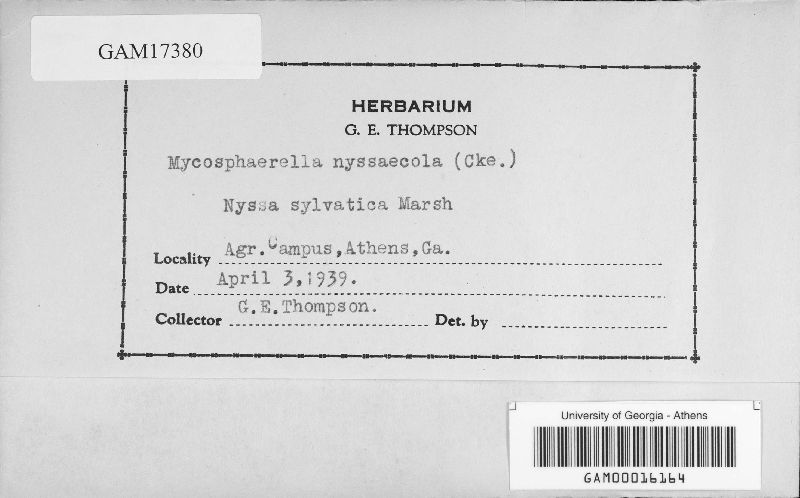 GAM17380
HERBARIUM
G. E. THOMPSON
Mycosphaerella nyssaecola (Cke.)
Nyssa sylvatica Marsh
Locality Agr.Campus,Athens,Ga.
Date April 3,1939.
Collector G.E.Thompson. Det. by
University of Georgia - Athens
GAM00016164